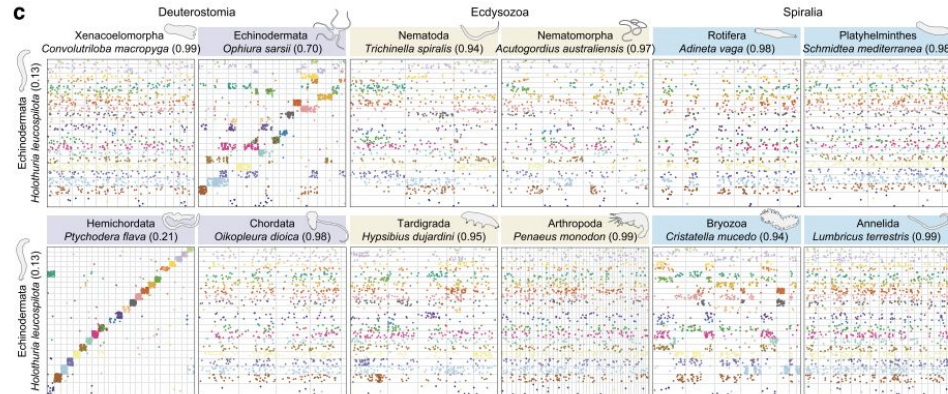 c
Deuterostomia
Ecdysozoa
Spiralia
Xenacoelomorpha
Convolutriloba macropyga (0.99)
Echinodermata
Ophiura sarsii (0.70)
Nematoda
Trichinella spiralis (0.94)
Nematomorpha
Acutogordius australiensis (0.97)
Rotifera
Adineta vaga (0.98)
Platyhelminthes
Schmidtea mediterranea (0.98
Echinodermata
Holothuria leucospilota (0.13)
Hemichordata
Ptychodera flava (0.21)
Chordata
Oikopleura dioica (0.98)
Tardigrada
Hypsibius dujardini (0.95)
Arthropoda
Penaeus monodon (0.99)
Bryozoa
Cristatella mucedo (0.94)
Annelida
Lumbricus terrestris (0.99)
Echinodermata
Holothuria leucospilota (0.13)